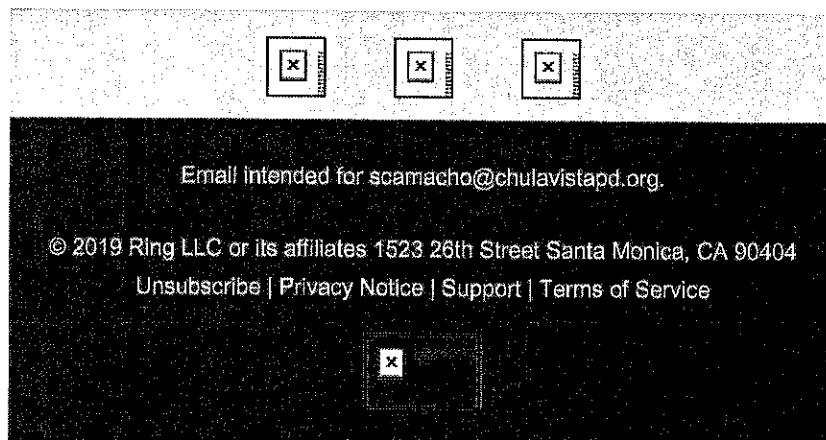 Email intended for scamacho@chulavistapd.org.
© 2019 Ring LLC or its affiliates 1523 26th Street Santa Monica, CA 90404
Unsubscribe | Privacy Notice | Support | Terms of Service